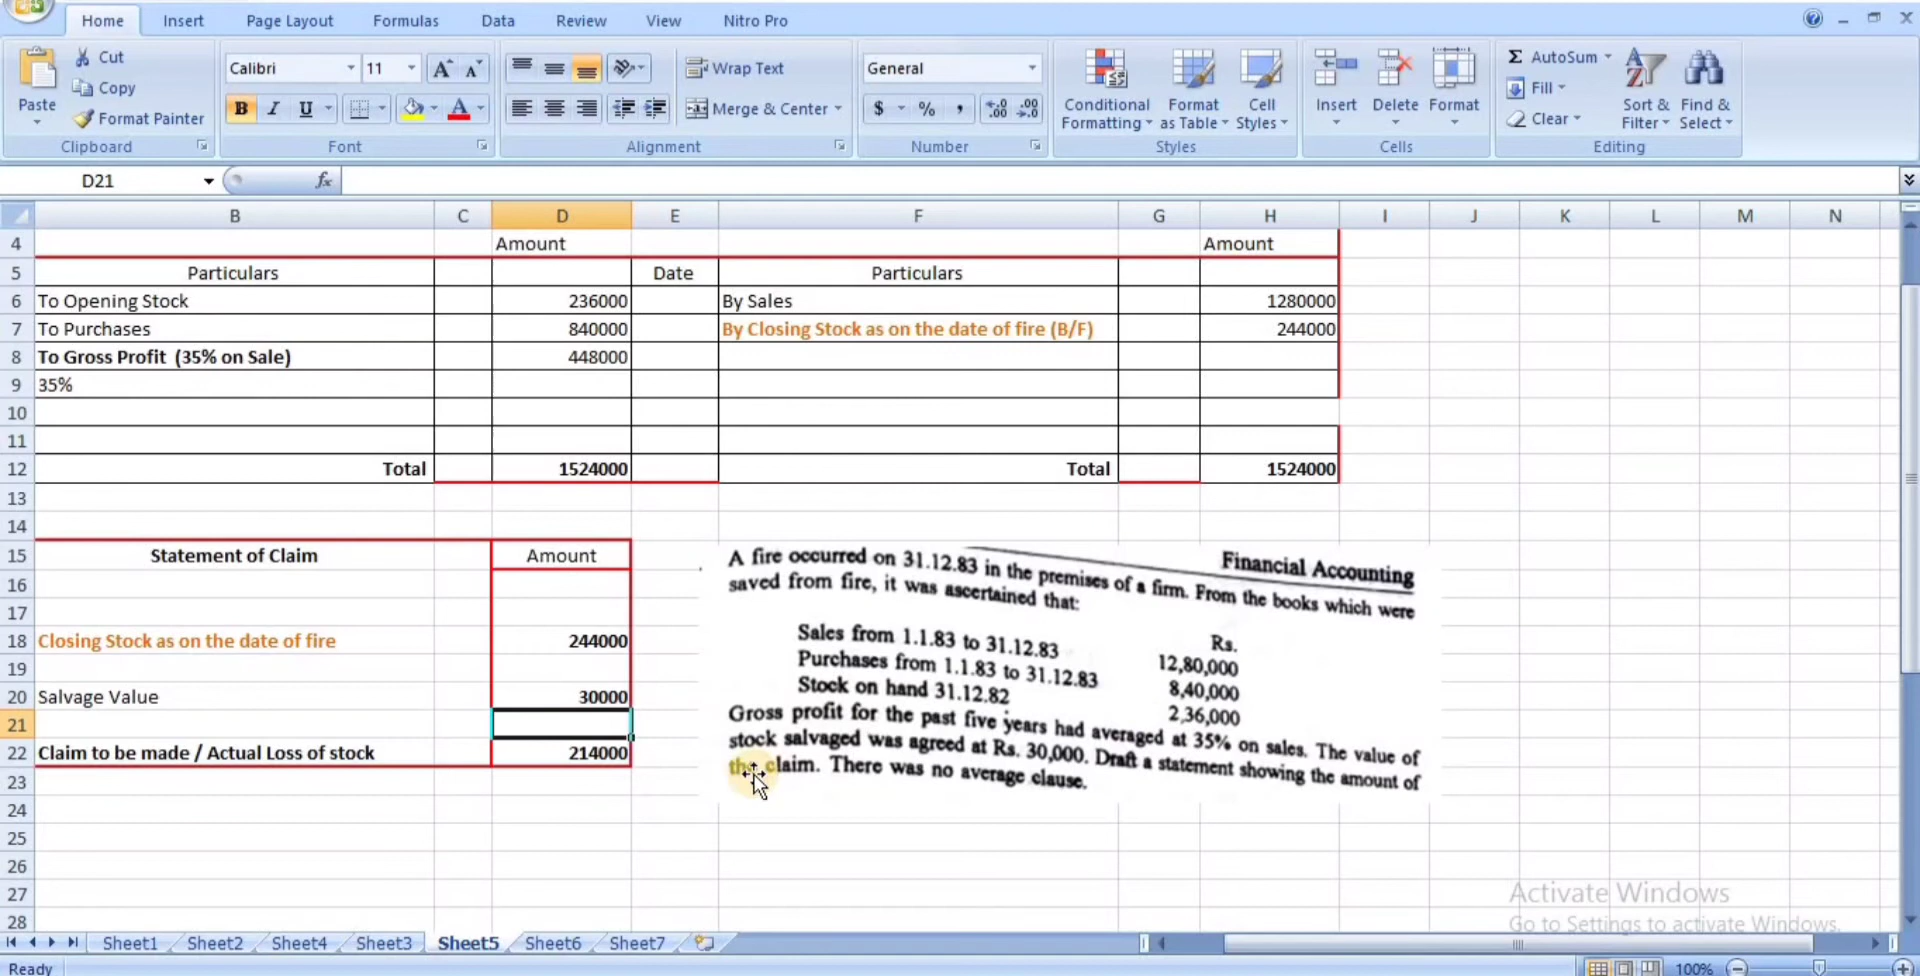 Home Insert Page Layout Formulas Data Review View Nitro Pro
Paste Cut Copy Format Painter
Clipboard
Calibri 11 A A
B I U A
Font
Wrap Text
Merge & Center
Alignment
General
$ % , .0 .00 .00 .0
Number
Conditional Formatting Format as Table Cell Styles
Styles
Insert Delete Format
Cells
Σ AutoSum
Fill
Clear
Sort & Filter Find & Select
Editing
D21 fx
B C D E F G H I J K L M N
4 Amount Amount
5 Particulars Date Particulars
6 To Opening Stock 236000 By Sales 1280000
7 To Purchases 840000 By Closing Stock as on the date of fire (B/F) 244000
8 To Gross Profit (35% on Sale) 448000
9 35%
10
11
12 Total 1524000 Total 1524000
13
14
15 Statement of Claim Amount
16
17
18 Closing Stock as on the date of fire 244000
19
20 Salvage Value 30000
21
22 Claim to be made / Actual Loss of stock 214000
23
24
25
26
27
28
Financial Accounting
A fire occurred on 31.12.83 in the premises of a firm. From the books which were
saved from fire, it was ascertained that:
Rs.
Sales from 1.1.83 to 31.12.83 12,80,000
Purchases from 1.1.83 to 31.12.83 8,40,000
Stock on hand 31.12.82 2,36,000
Gross profit for the past five years had averaged at 35% on sales. The value of
stock salvaged was agreed at Rs. 30,000. Draft a statement showing the amount of
the claim. There was no average clause.
Activate Windows
Go to Settings to activate Windows.
Sheet1 Sheet2 Sheet4 Sheet3 Sheet5 Sheet6 Sheet7
Ready 100%